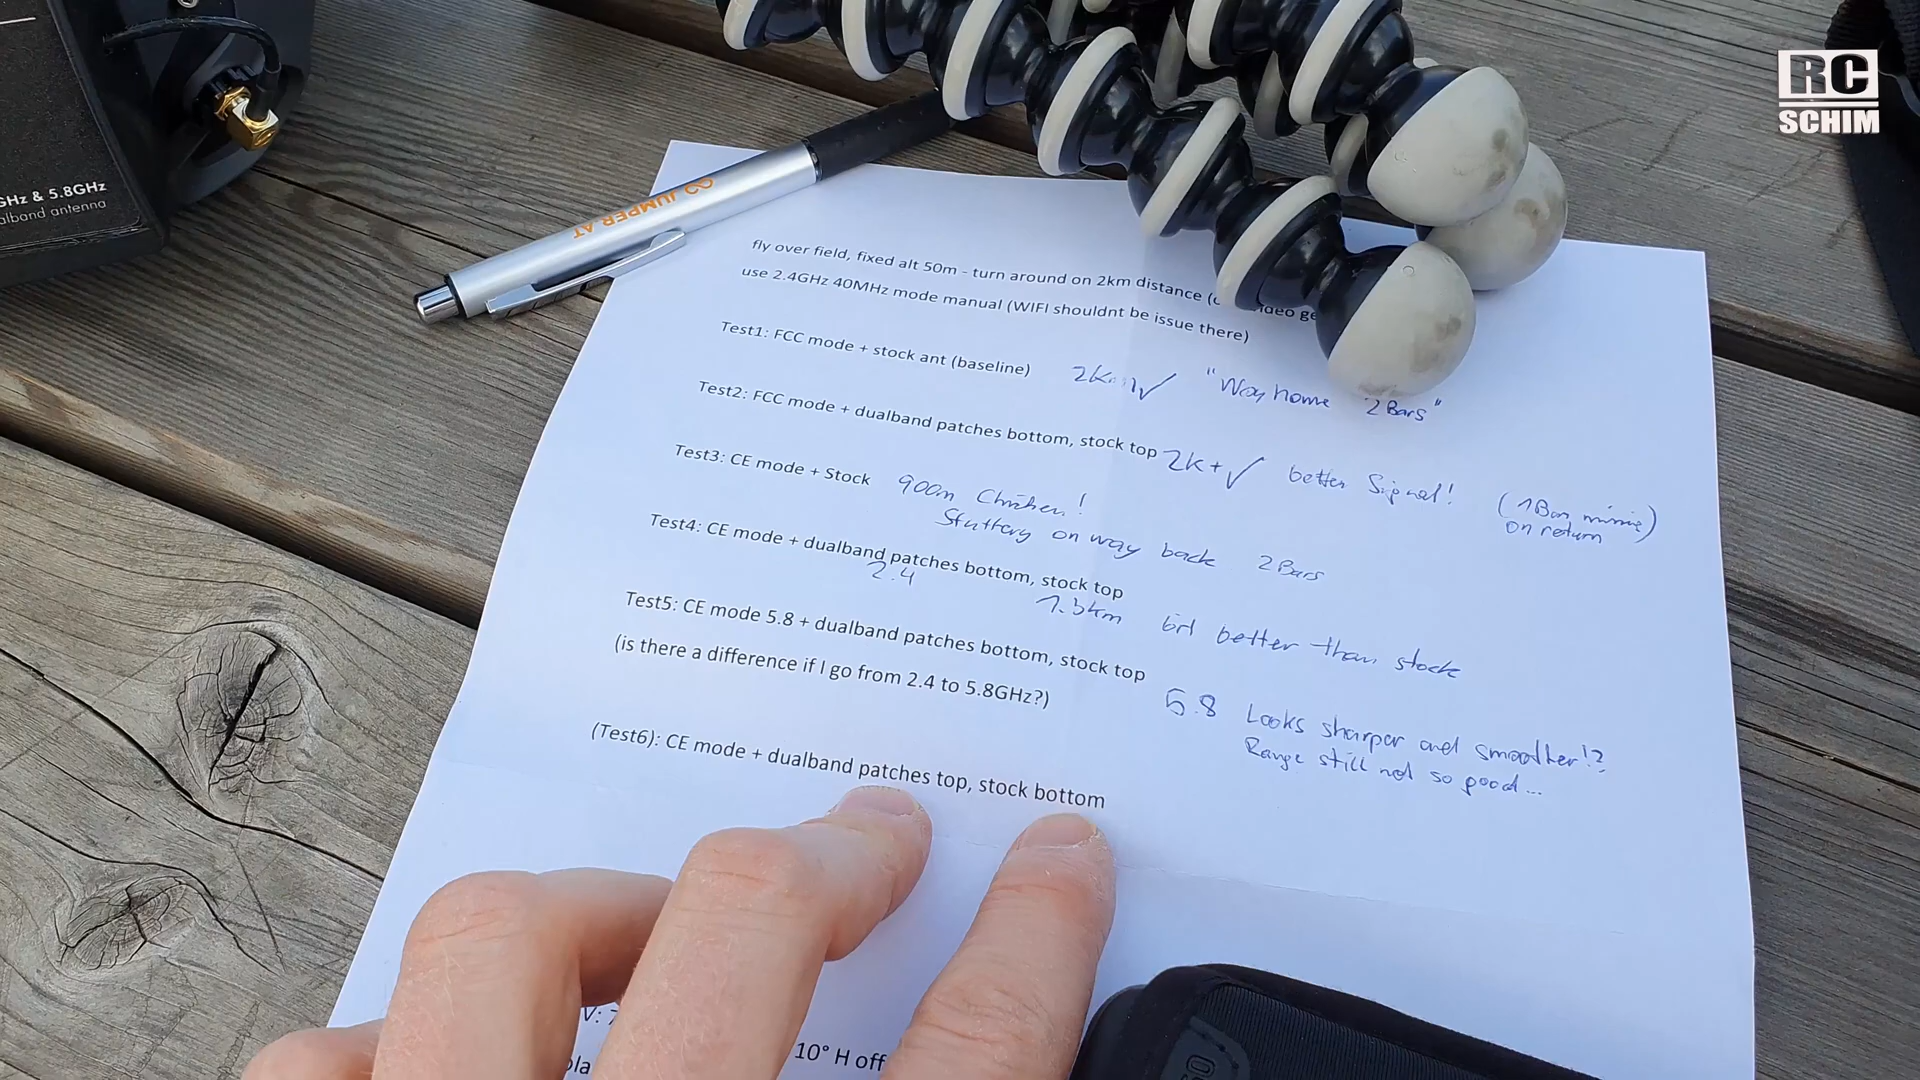 RC
SCHIM
GHz & 5.8GHz
alband antenna
JUMPER AT
fly over field, fixed alt 50m - turn around on 2km distance
use 2.4GHz 40MHz mode manual (WIFI shouldnt be issue there)
Test1: FCC mode + stock ant (baseline) 2Km ✓ "Way home 2 Bars"
Test2: FCC mode + dualband patches bottom, stock top 2K+ ✓ better Signal! (1 Bar on return)
Test3: CE mode + Stock 900m !
Stuttery on way back 2 Bars
Test4: CE mode + dualband patches bottom, stock top
2.4 1.3km bit better than stock
Test5: CE mode 5.8 + dualband patches bottom, stock top
(is there a difference if I go from 2.4 to 5.8GHz?) 5.8 Looks sharper and smoother!?
Range still not so good...
(Test6): CE mode + dualband patches top, stock bottom
10° H off